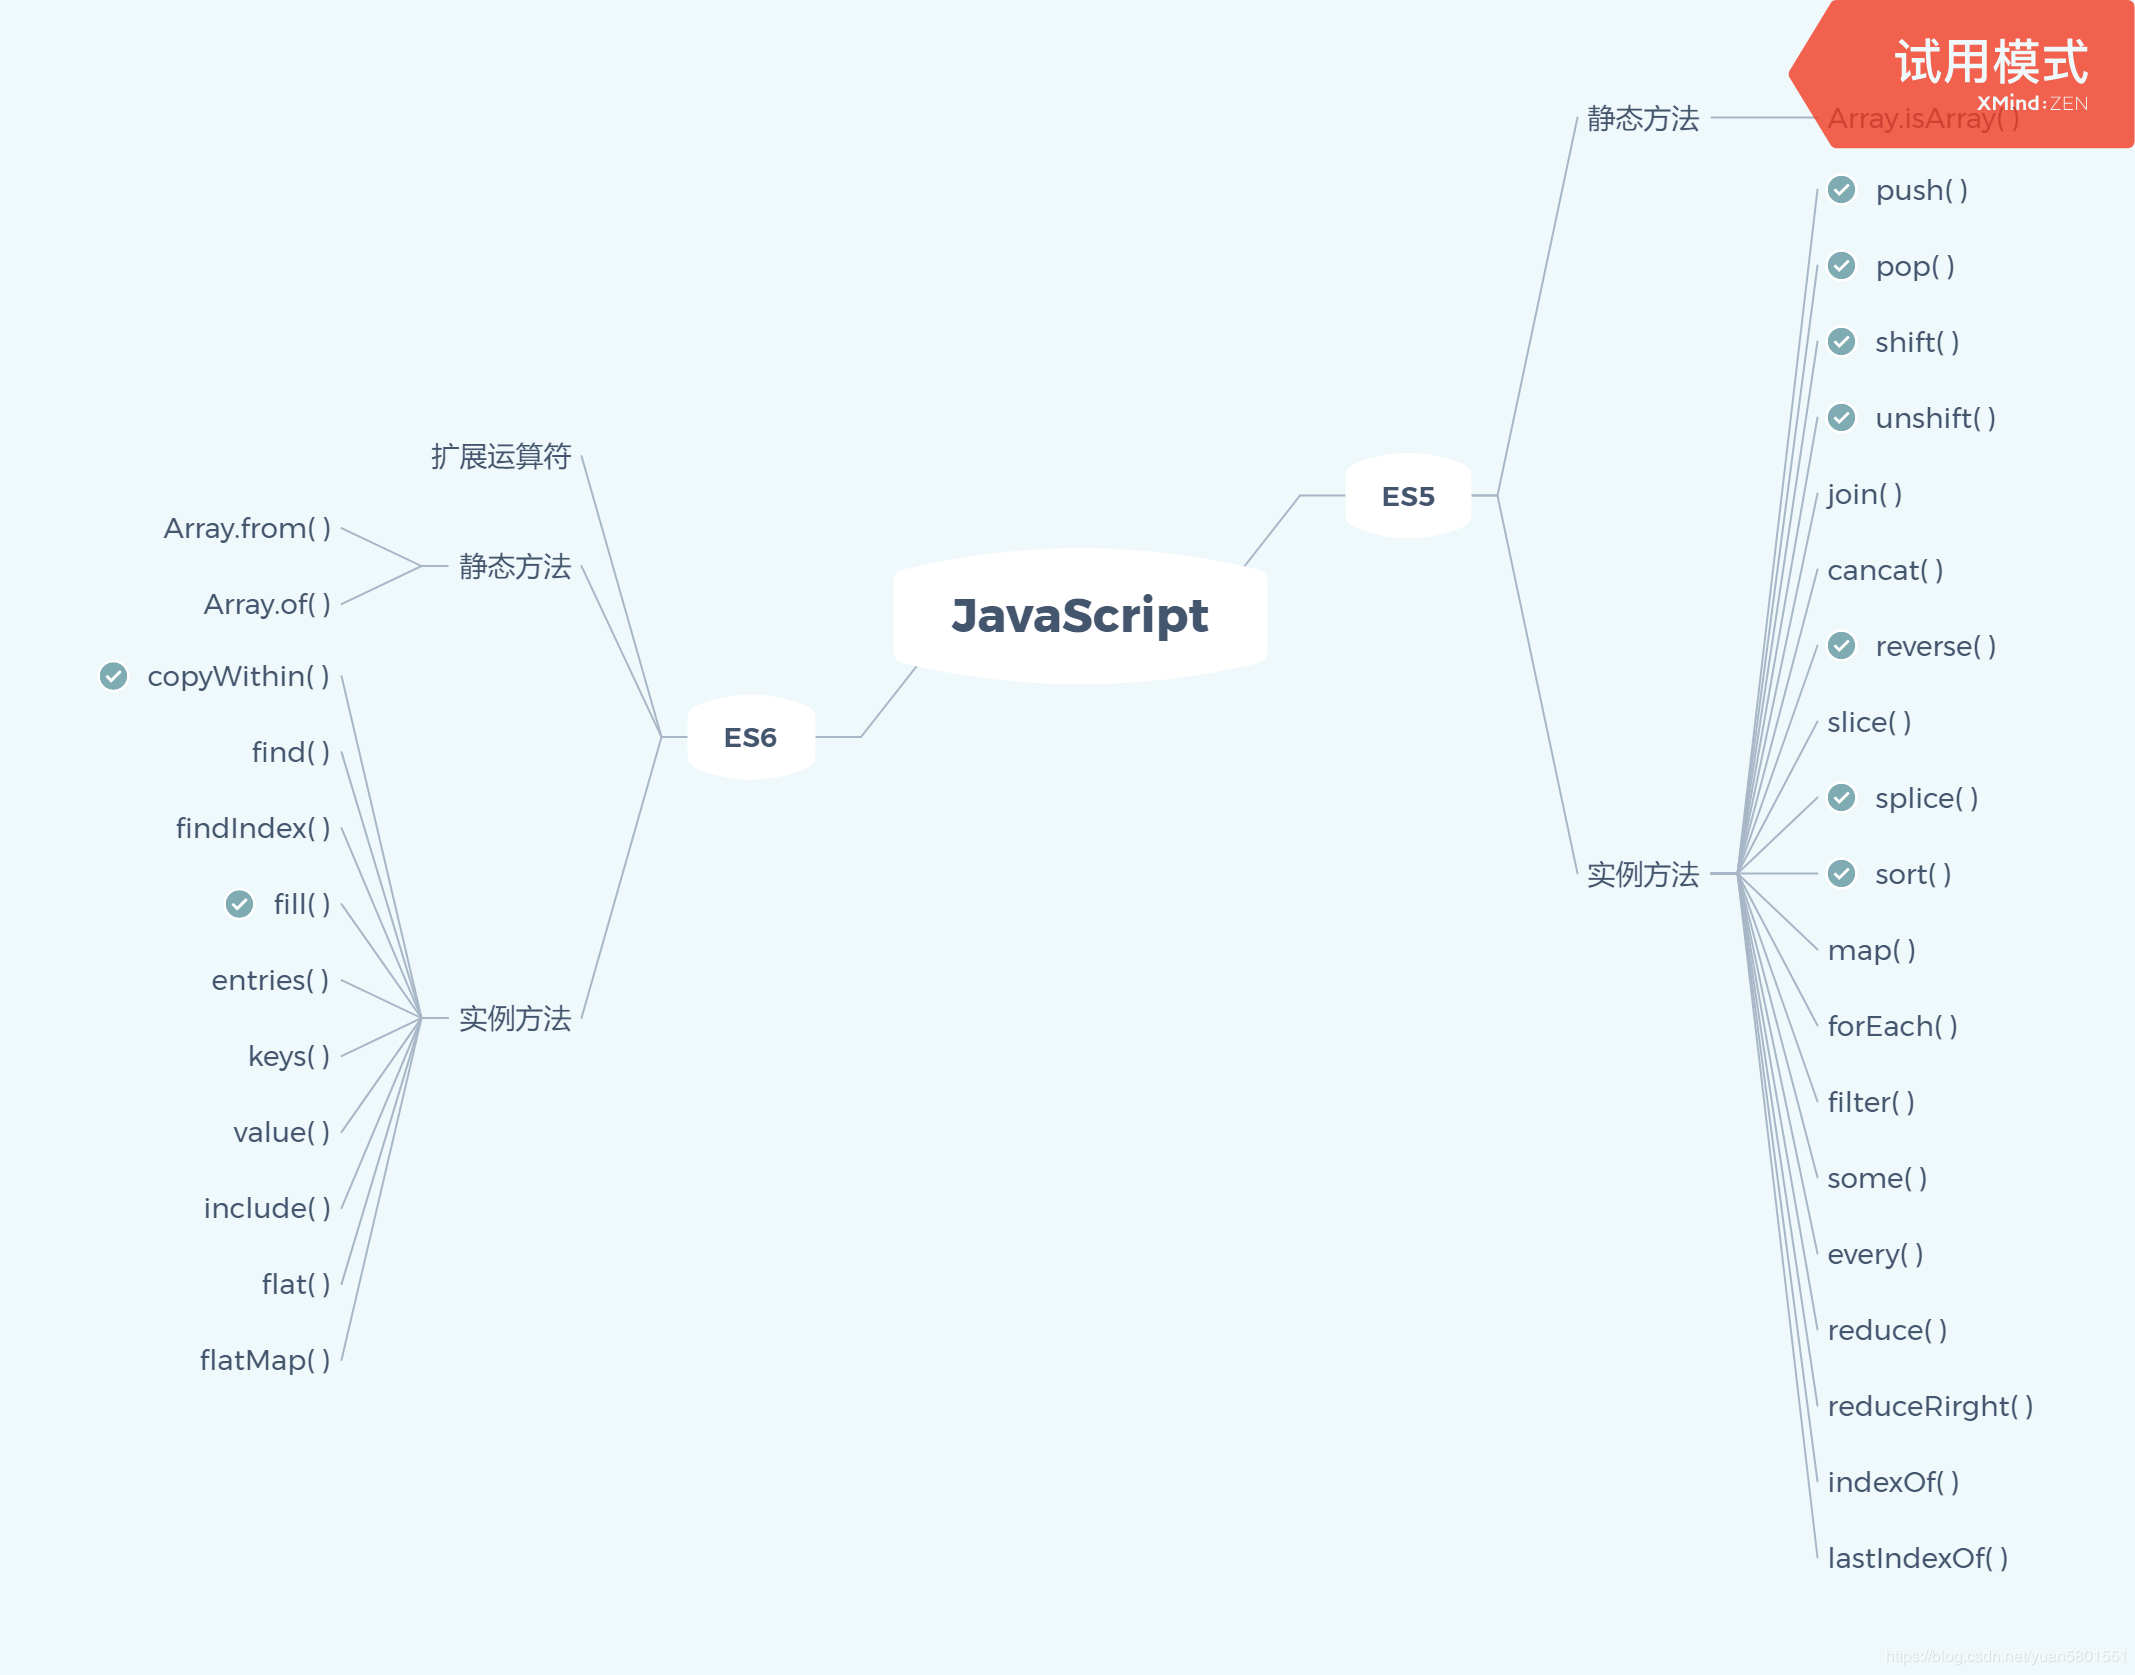 试用模式
XMind:ZEN
JavaScript
ES5
静态方法
Array.isArray( )
实例方法
push( )
pop( )
shift( )
unshift( )
join( )
cancat( )
reverse( )
slice( )
splice( )
sort( )
map( )
forEach( )
filter( )
some( )
every( )
reduce( )
reduceRirght( )
indexOf( )
lastIndexOf( )
ES6
扩展运算符
静态方法
Array.from( )
Array.of( )
实例方法
copyWithin( )
find( )
findIndex( )
fill( )
entries( )
keys( )
value( )
include( )
flat( )
flatMap( )
https://blog.csdn.net/yuan5801551